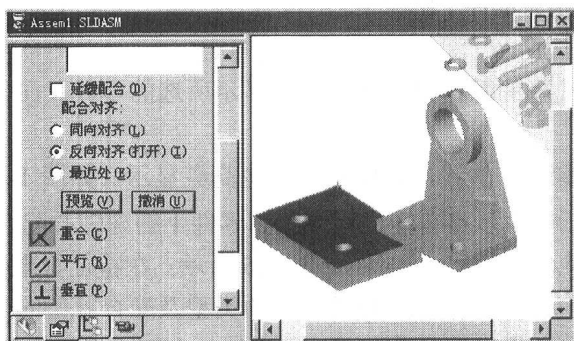 Assem1.SLDASM
延缓配合(D)
配合对齐:
同向对齐(L)
反向对齐(打开)(I)
最近处(E)
预览(V) 撤消(U)
重合(C)
平行(R)
垂直(P)